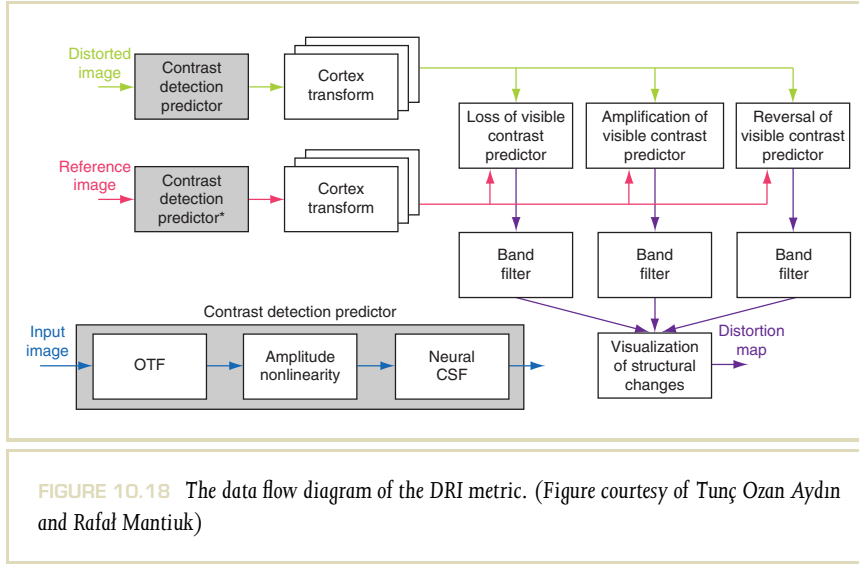 Distorted
image
Contrast
detection
predictor
Cortex
transform
Loss of visible
contrast
predictor
Amplification of
visible contrast
predictor
Reversal of
visible contrast
predictor
Reference
image
Contrast
detection
predictor*
Cortex
transform
Band
filter
Band
filter
Band
filter
Contrast detection predictor
Input
image
OTF
Amplitude
nonlinearity
Neural
CSF
Visualization
of structural
changes
Distortion
map
FIGURE 10.18 The data flow diagram of the DRI metric. (Figure courtesy of Tunç Ozan Aydın
and Rafał Mantiuk)